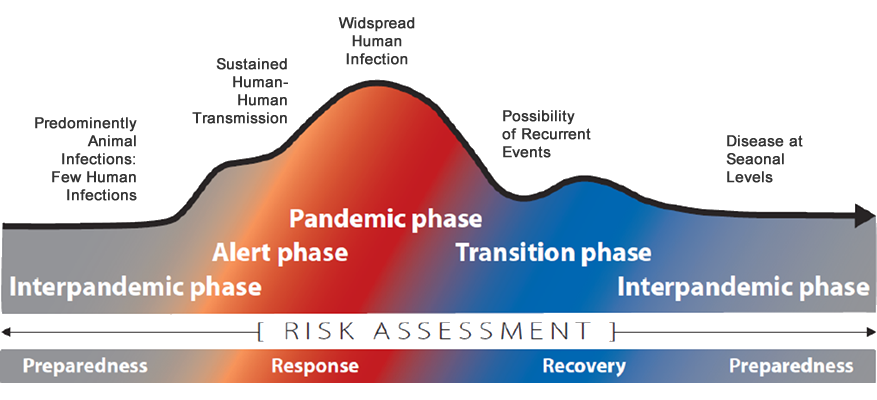 Widspread
Human
Infection
Sustained
Human-
Human
Transmission
Predominently
Animal
Infections:
Few Human
Infections
Possibility
of Recurrent
Events
Disease at
Seaonal
Levels
Pandemic phase
Alert phase
Transition phase
Interpandemic phase
Interpandemic phase
[ RISK ASSESSMENT ]
Preparedness
Response
Recovery
Preparedness